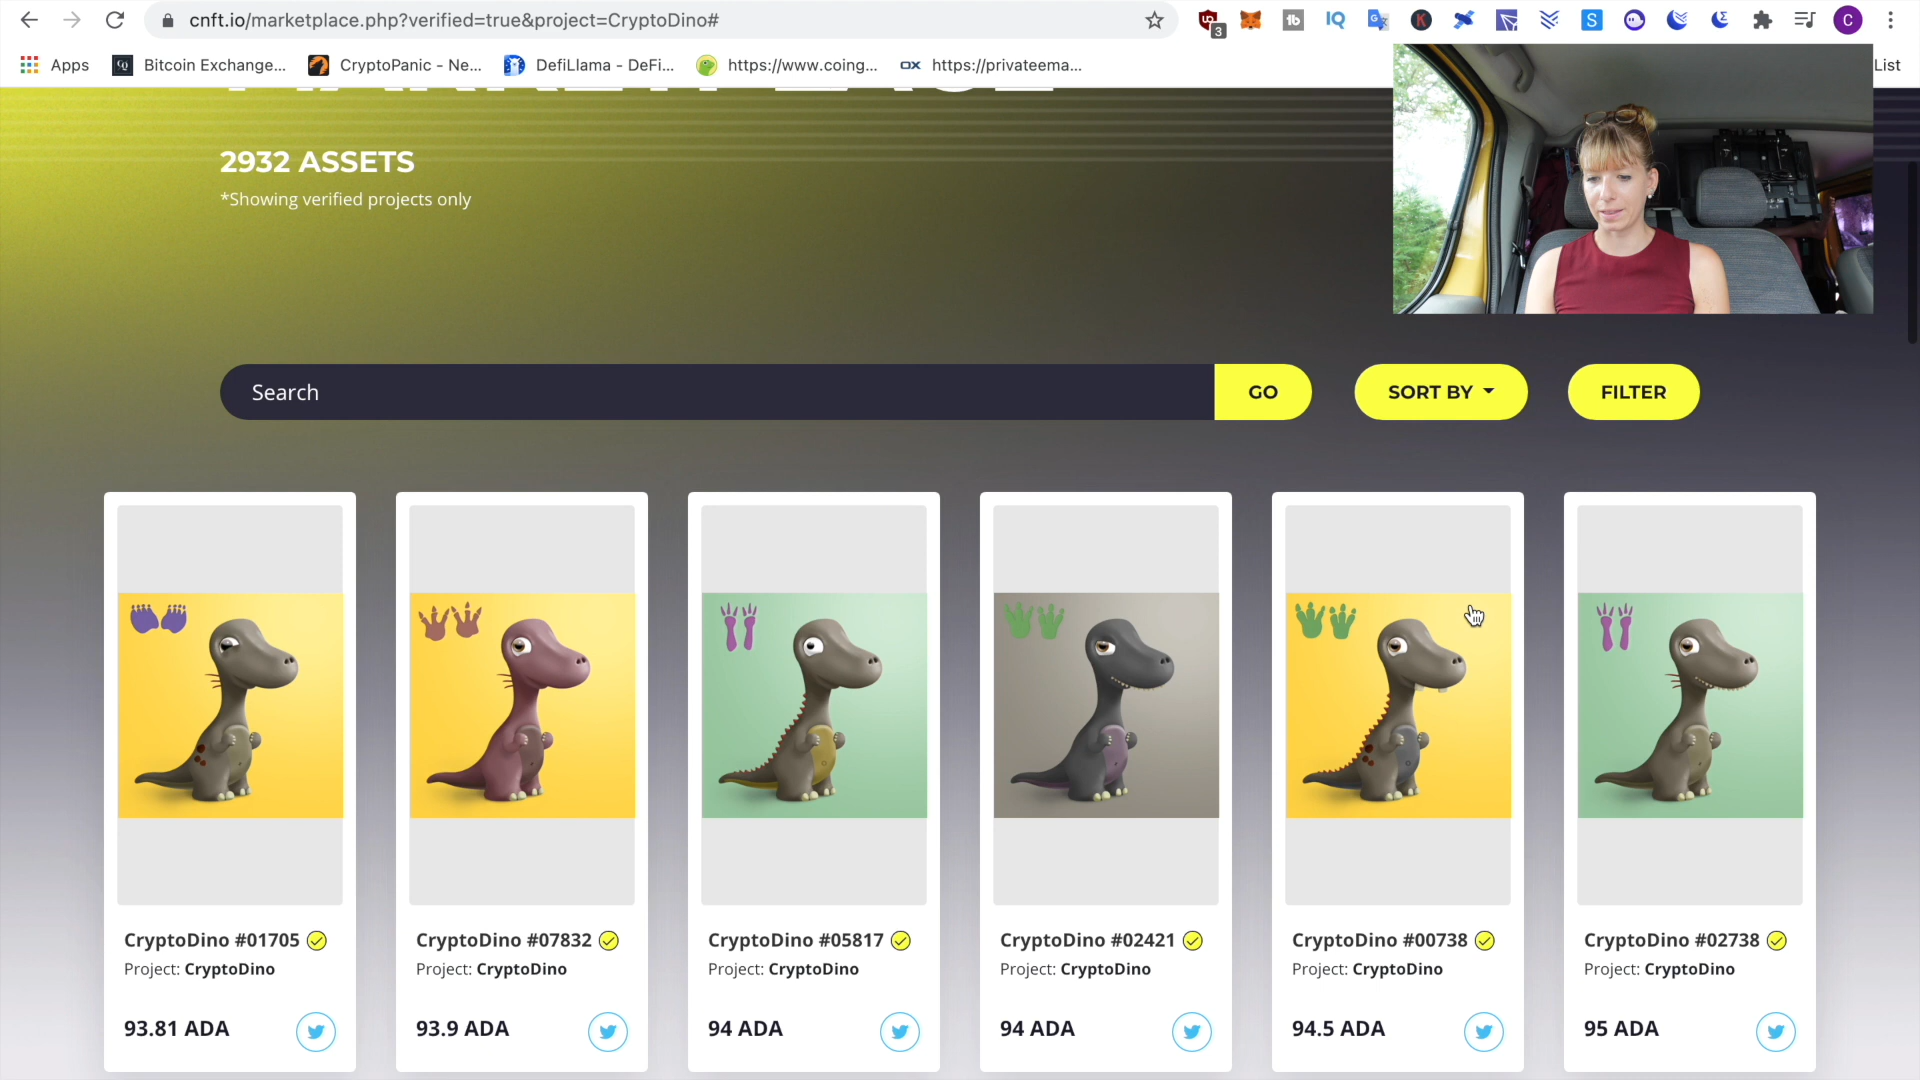 cnft.io/marketplace.php?verified=true&project=CryptoDino#
3
C
Apps
Bitcoin Exchange...
CryptoPanic - Ne...
DefiLlama - DeFi...
https://www.coing...
https://privateema...
List
2932 ASSETS
*Showing verified projects only
Search
GO
SORT BY
FILTER
CryptoDino #01705
Project: CryptoDino
93.81 ADA
CryptoDino #07832
Project: CryptoDino
93.9 ADA
CryptoDino #05817
Project: CryptoDino
94 ADA
CryptoDino #02421
Project: CryptoDino
94 ADA
CryptoDino #00738
Project: CryptoDino
94.5 ADA
CryptoDino #02738
Project: CryptoDino
95 ADA